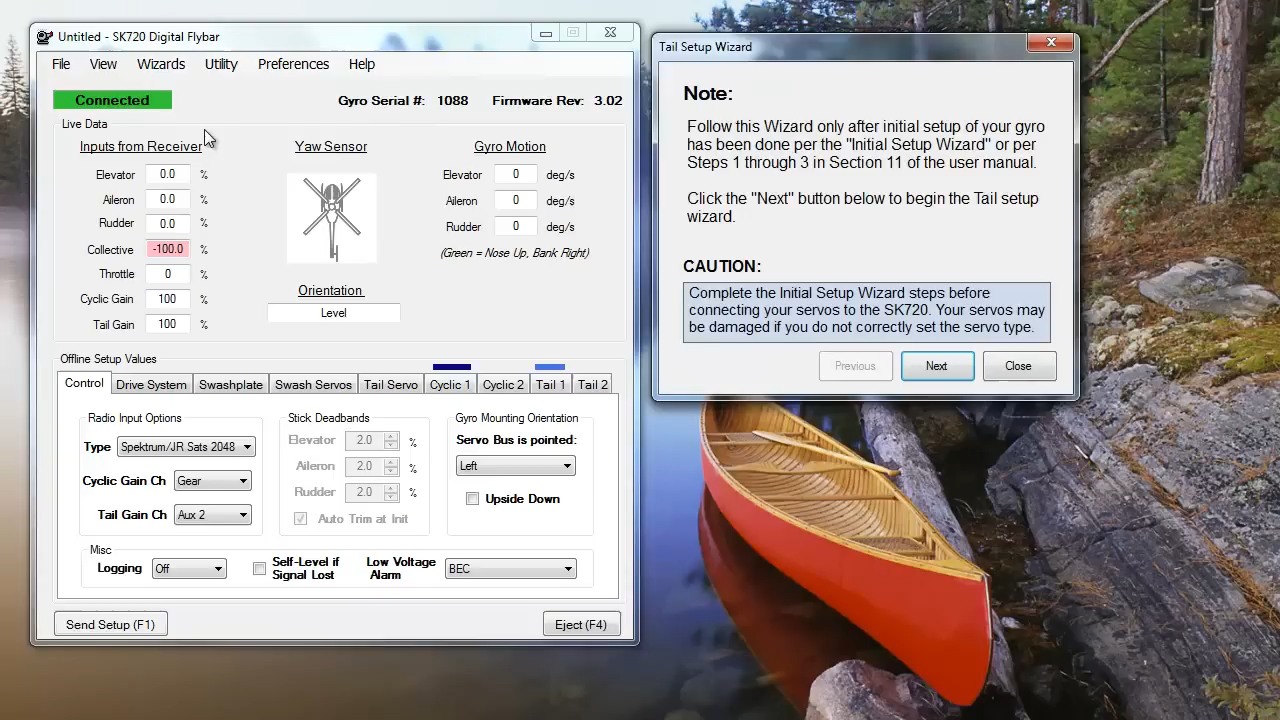 Untitled - SK720 Digital Flybar
File View Wizards Utility Preferences Help
Connected Gyro Serial #: 1088 Firmware Rev: 3.02
Live Data
Inputs from Receiver Yaw Sensor Gyro Motion
Elevator 0.0 % Elevator 0 deg/s
Aileron 0.0 % Aileron 0 deg/s
Rudder 0.0 % Rudder 0 deg/s
Collective -100.0 % (Green = Nose Up, Bank Right)
Throttle 0 %
Orientation
Cyclic Gain 100 %
Level
Tail Gain 100 %
Offline Setup Values
Control Drive System Swashplate Swash Servos Tail Servo Cyclic 1 Cyclic 2 Tail 1 Tail 2
Radio Input Options Stick Deadbands Gyro Mounting Orientation
Type Spektrum/JR Sats 2048 Elevator 2.0 % Servo Bus is pointed:
Cyclic Gain Ch Gear Aileron 2.0 % Left
Rudder 2.0 % Upside Down
Tail Gain Ch Aux 2 Auto Trim at Init
Misc
Logging Off Self-Level if Signal Lost Low Voltage Alarm BEC
Send Setup (F1) Eject (F4)
Tail Setup Wizard
Note:
Follow this Wizard only after initial setup of your gyro
has been done per the "Initial Setup Wizard" or per
Steps 1 through 3 in Section 11 of the user manual.
Click the "Next" button below to begin the Tail setup
wizard.
CAUTION:
Complete the Initial Setup Wizard steps before
connecting your servos to the SK720. Your servos may
be damaged if you do not correctly set the servo type.
Previous Next Close